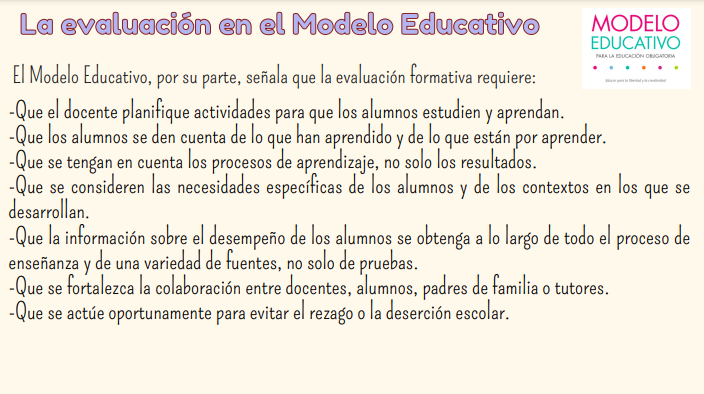 La evaluación en el Modelo Educativo
MODELO
EDUCATIVO
PARA LA EDUCACIÓN OBLIGATORIA
Educar para la libertad y la creatividad
El Modelo Educativo, por su parte, señala que la evaluación formativa requiere:
-Que el docente planifique actividades para que los alumnos estudien y aprendan.
-Que los alumnos se den cuenta de lo que han aprendido y de lo que están por aprender.
-Que se tengan en cuenta los procesos de aprendizaje, no solo los resultados.
-Que se consideren las necesidades específicas de los alumnos y de los contextos en los que se
desarrollan.
-Que la información sobre el desempeño de los alumnos se obtenga a lo largo de todo el proceso de
enseñanza y de una variedad de fuentes, no solo de pruebas.
-Que se fortalezca la colaboración entre docentes, alumnos, padres de familia o tutores.
-Que se actúe oportunamente para evitar el rezago o la deserción escolar.